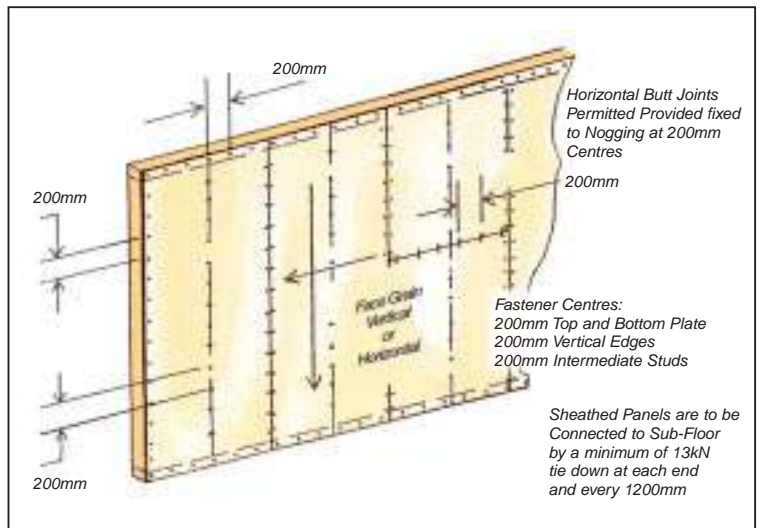 200mm
Horizontal Butt Joints
Permitted Provided fixed
to Nogging at 200mm
Centres
200mm
200mm
Face Grain
Vertical
or
Horizontal
Fastener Centres:
200mm Top and Bottom Plate
200mm Vertical Edges
200mm Intermediate Studs
Sheathed Panels are to be
Connected to Sub-Floor
by a minimum of 13kN
tie down at each end
and every 1200mm
200mm